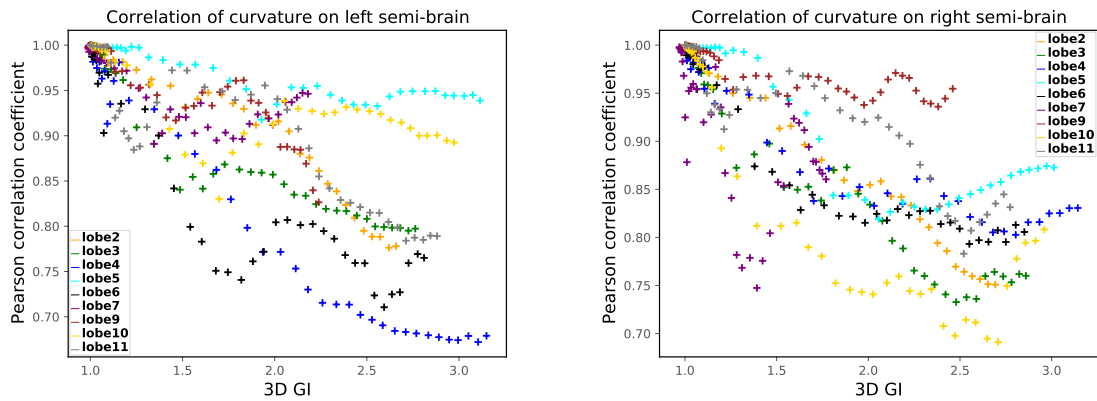 Correlation of curvature on left semi-brain
Pearson correlation coefficient
1.00
0.95
0.90
0.85
0.80
0.75
0.70
lobe2
lobe3
lobe4
lobe5
lobe6
lobe7
lobe9
lobe10
lobe11
1.0 1.5 2.0 2.5 3.0
3D GI
Correlation of curvature on right semi-brain
Pearson correlation coefficient
1.00
0.95
0.90
0.85
0.80
0.75
0.70
lobe2
lobe3
lobe4
lobe5
lobe6
lobe7
lobe9
lobe10
lobe11
1.0 1.5 2.0 2.5 3.0
3D GI